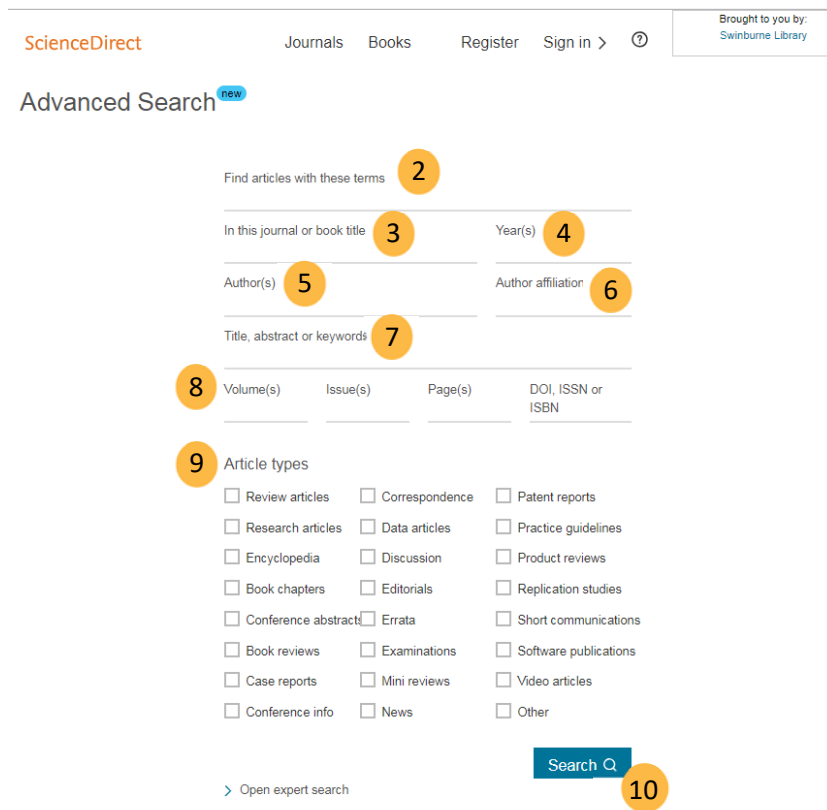 Brought to you by:
ScienceDirect Journals Books Register Sign in > ? Swinburne Library
Advanced Search new
Find articles with these terms 2
In this journal or book title 3 Year(s) 4
Author(s) 5 Author affiliation 6
Title, abstract or keywords 7
8 Volume(s) Issue(s) Page(s) DOI, ISSN or
ISBN
9 Article types
Review articles Correspondence Patent reports
Research articles Data articles Practice guidelines
Encyclopedia Discussion Product reviews
Book chapters Editorials Replication studies
Conference abstracts Errata Short communications
Book reviews Examinations Software publications
Case reports Mini reviews Video articles
Conference info News Other
Search 10
> Open expert search